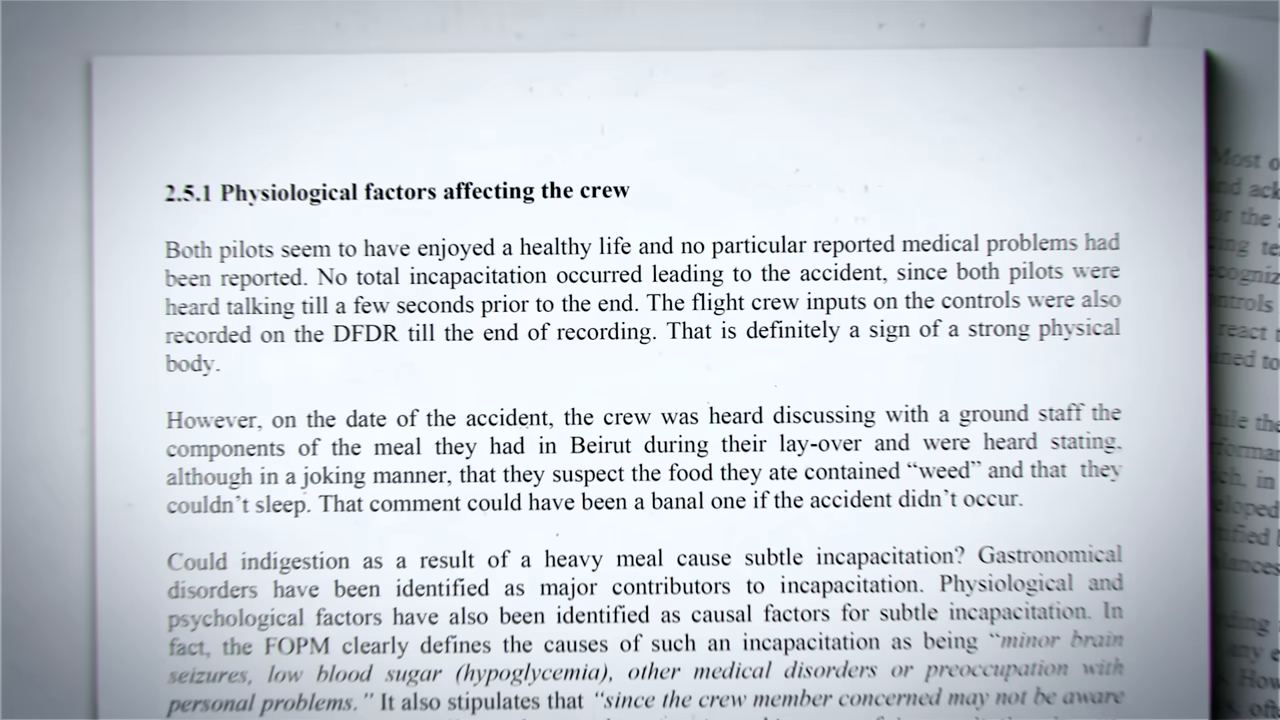 2.5.1 Physiological factors affecting the crew
Both pilots seem to have enjoyed a healthy life and no particular reported medical problems had
been reported. No total incapacitation occurred leading to the accident, since both pilots were
heard talking till a few seconds prior to the end. The flight crew inputs on the controls were also
recorded on the DFDR till the end of recording. That is definitely a sign of a strong physical
body.
However, on the date of the accident, the crew was heard discussing with a ground staff the
components of the meal they had in Beirut during their lay-over and were heard stating,
although in a joking manner, that they suspect the food they ate contained “weed” and that they
couldn’t sleep. That comment could have been a banal one if the accident didn’t occur.
Could indigestion as a result of a heavy meal cause subtle incapacitation? Gastronomical
disorders have been identified as major contributors to incapacitation. Physiological and
psychological factors have also been identified as causal factors for subtle incapacitation. In
fact, the FOPM clearly defines the causes of such an incapacitation as being “minor brain
seizures, low blood sugar (hypoglycemia), other medical disorders or preoccupation with
personal problems.” It also stipulates that “since the crew member concerned may not be aware
Most
the
react
to
the
in
any
How